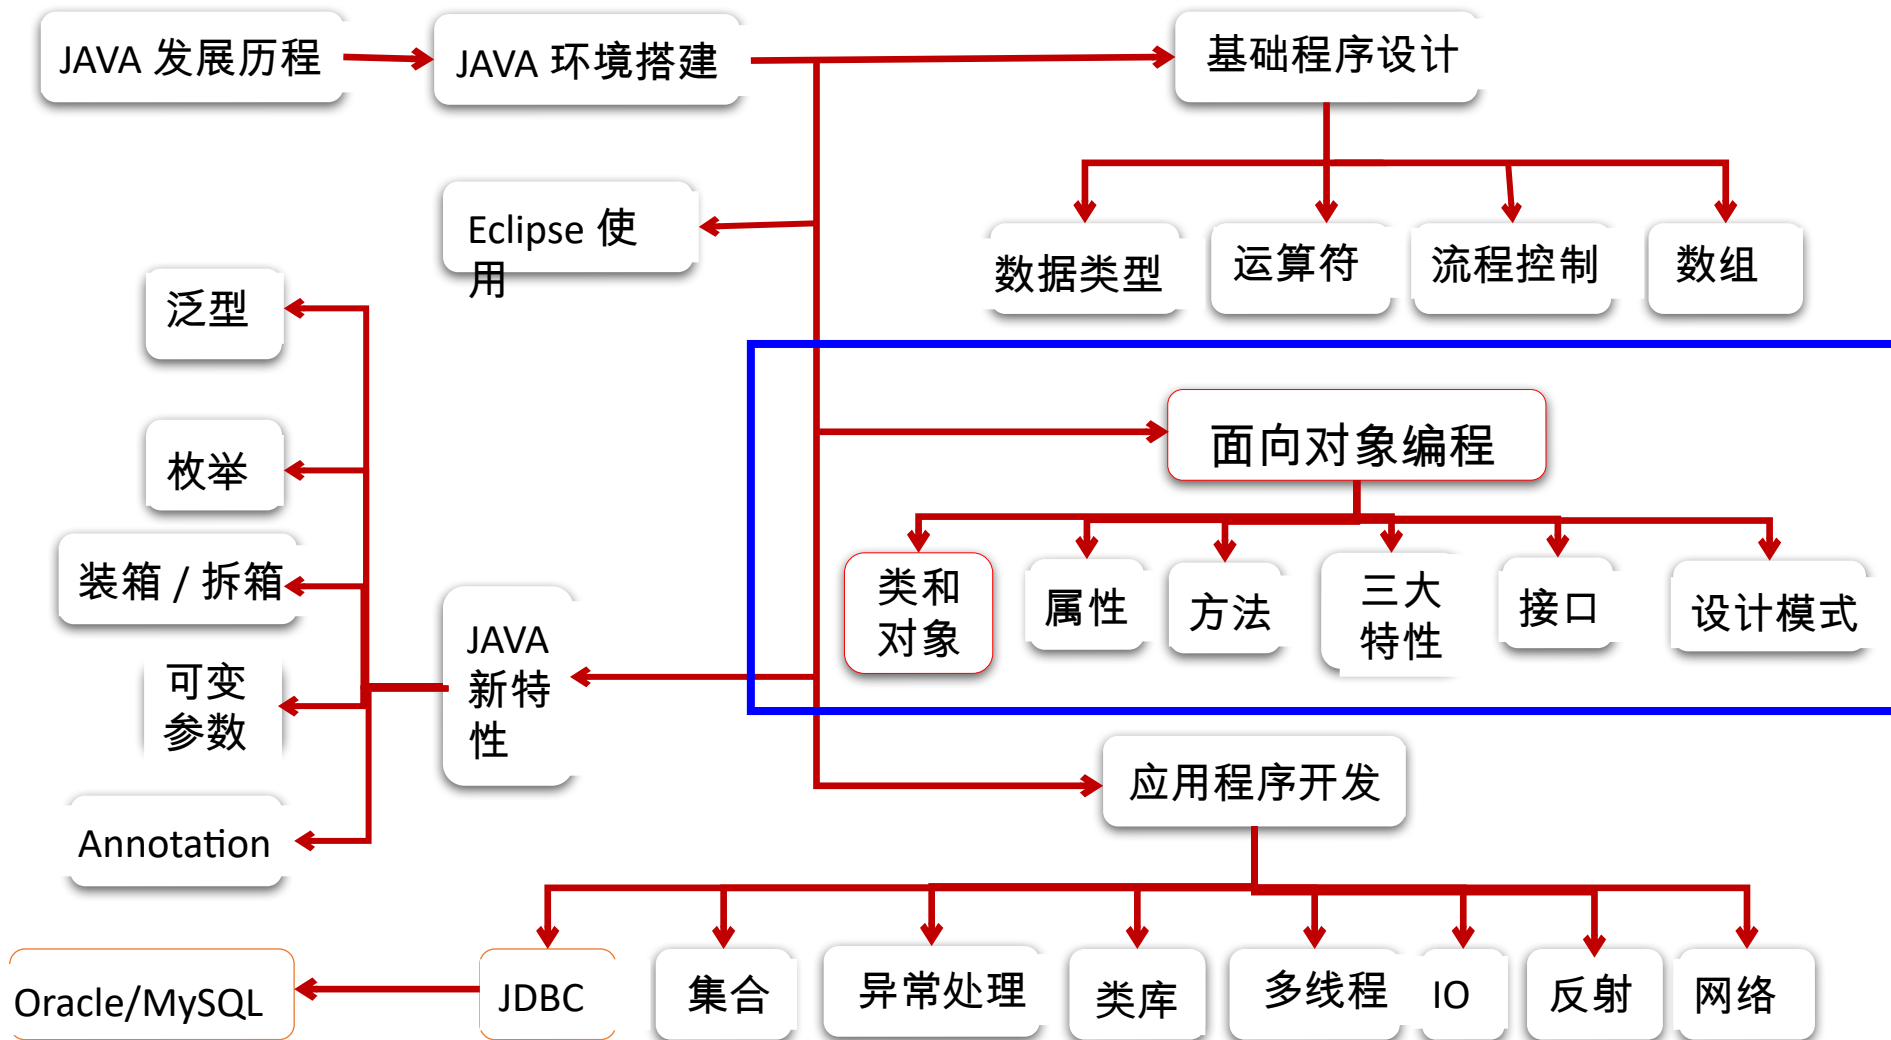 JAVA 发展历程
JAVA 环境搭建
基础程序设计
Eclipse 使
用
数据类型
运算符
流程控制
数组
泛型
枚举
装箱 / 拆箱
可变
参数
Annotation
JAVA
新特
性
面向对象编程
类和
对象
属性
方法
三大
特性
接口
设计模式
应用程序开发
Oracle/MySQL
JDBC
集合
异常处理
类库
多线程
IO
反射
网络